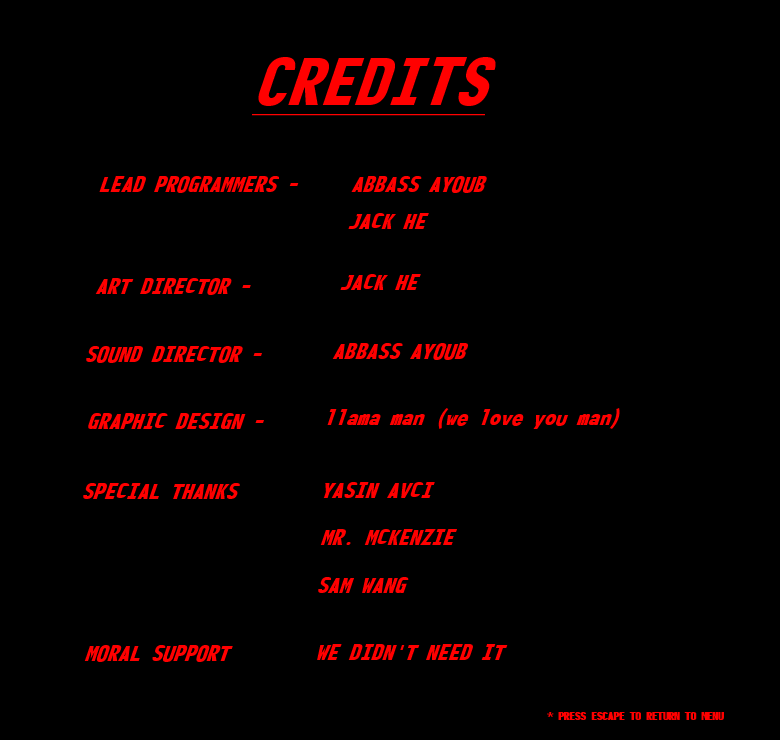 CREDITS
LEAD PROGRAMMERS - ABBASS AYOUB
JACK HE
ART DIRECTOR - JACK HE
SOUND DIRECTOR - ABBASS AYOUB
GRAPHIC DESIGN - llama man (we love you man)
SPECIAL THANKS YASIN AVCI
MR. MCKENZIE
SAM WANG
MORAL SUPPORT WE DIDN'T NEED IT
* PRESS ESCAPE TO RETURN TO MENU